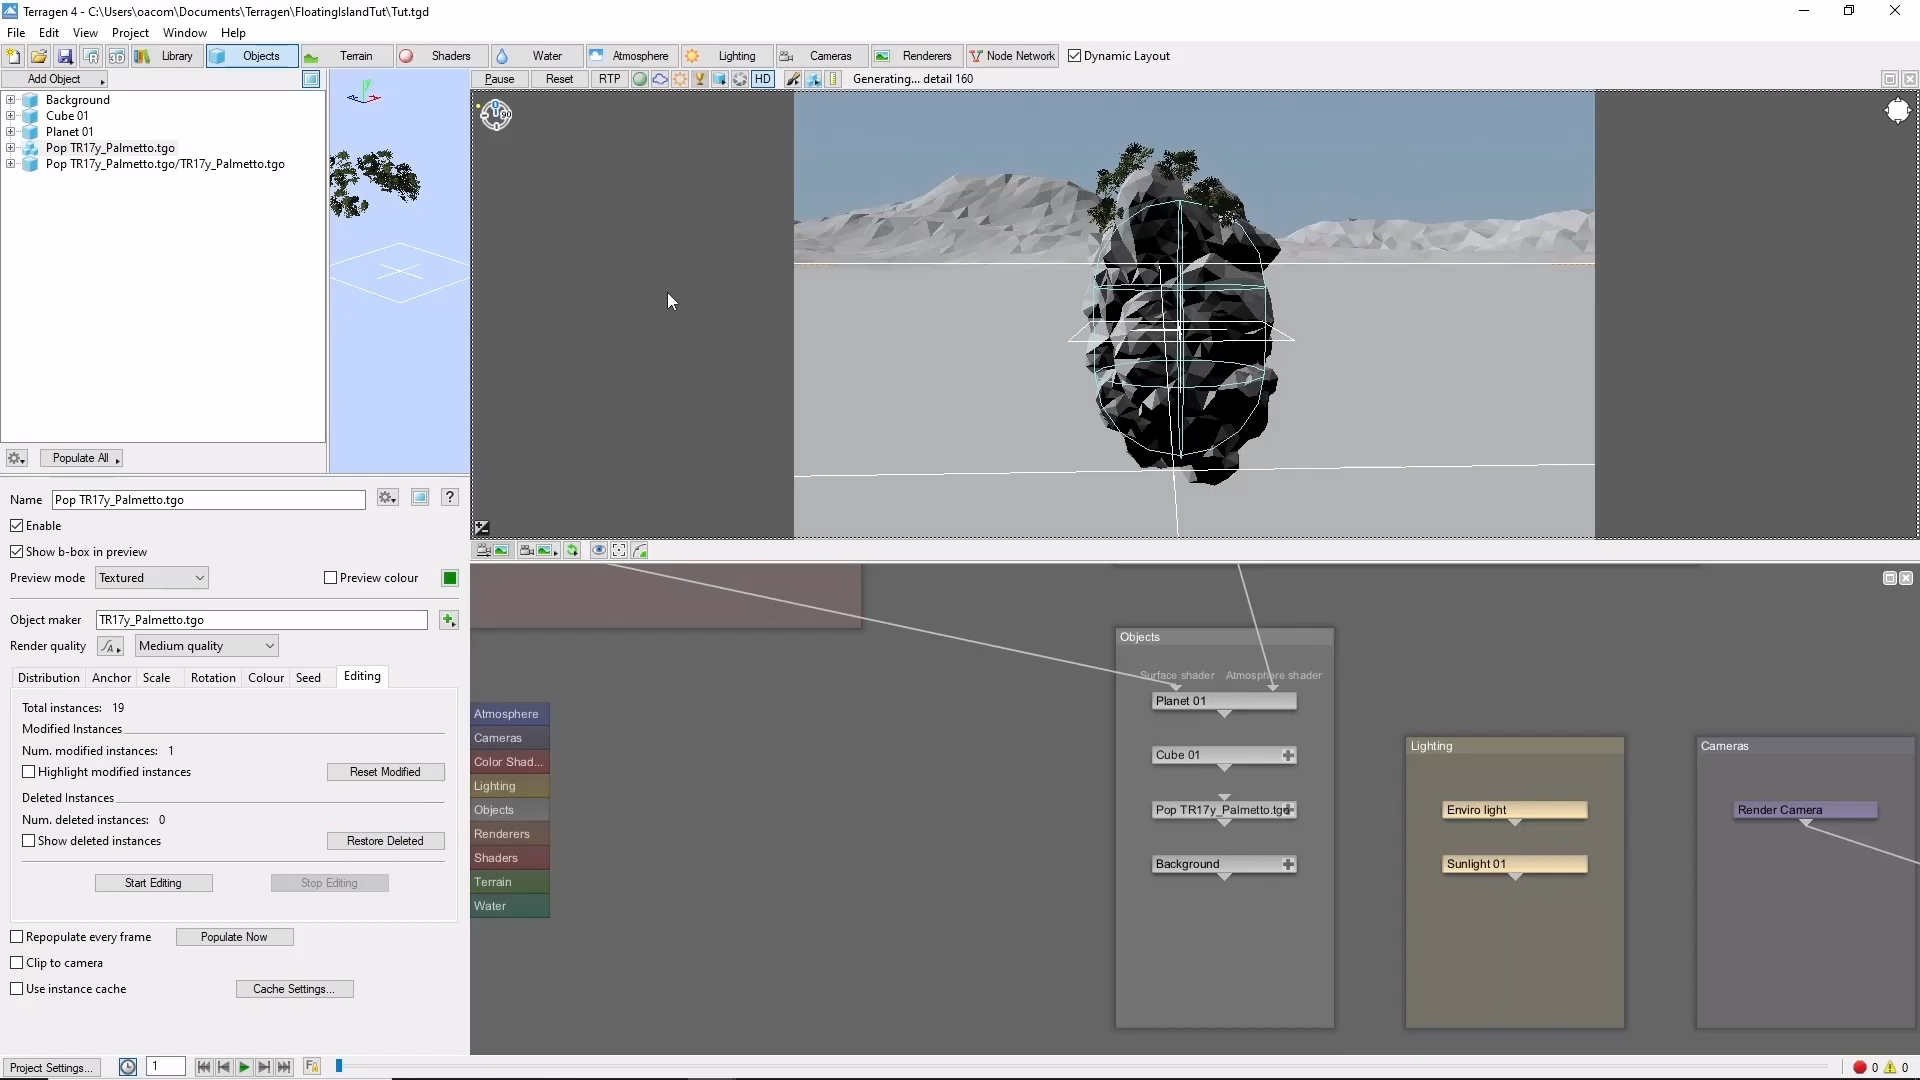 Terragen 4 - C:\Users\oacom\Documents\Terragen\FloatingIslandTut\Tut.tgd
File Edit View Project Window Help
Library Objects Terrain Shaders Water Atmosphere Lighting Cameras Renderers Node Network Dynamic Layout
Add Object
Pause Reset RTP HD Generating... detail 160
Background
Cube 01
Planet 01
Pop TR17y_Palmetto.tgo
Pop TR17y_Palmetto.tgo/TR17y_Palmetto.tgo
Populate All
Name Pop TR17y_Palmetto.tgo ?
Enable
Show b-box in preview
Preview mode Textured Preview colour
Object maker TR17y_Palmetto.tgo
Render quality Medium quality
Distribution Anchor Scale Rotation Colour Seed Editing
Total instances: 19
Modified Instances
Num. modified instances: 1
Highlight modified instances Reset Modified
Deleted Instances
Num. deleted instances: 0
Show deleted instances Restore Deleted
Start Editing Stop Editing
Repopulate every frame Populate Now
Clip to camera
Use instance cache Cache Settings...
Atmosphere
Cameras
Color Shad...
Lighting
Objects
Renderers
Shaders
Terrain
Water
Objects
Surface shader Atmosphere shader
Planet 01
Cube 01
Pop TR17y_Palmetto.tgo
Background
Lighting
Enviro light
Sunlight 01
Cameras
Render Camera
Project Settings... 1 0 0